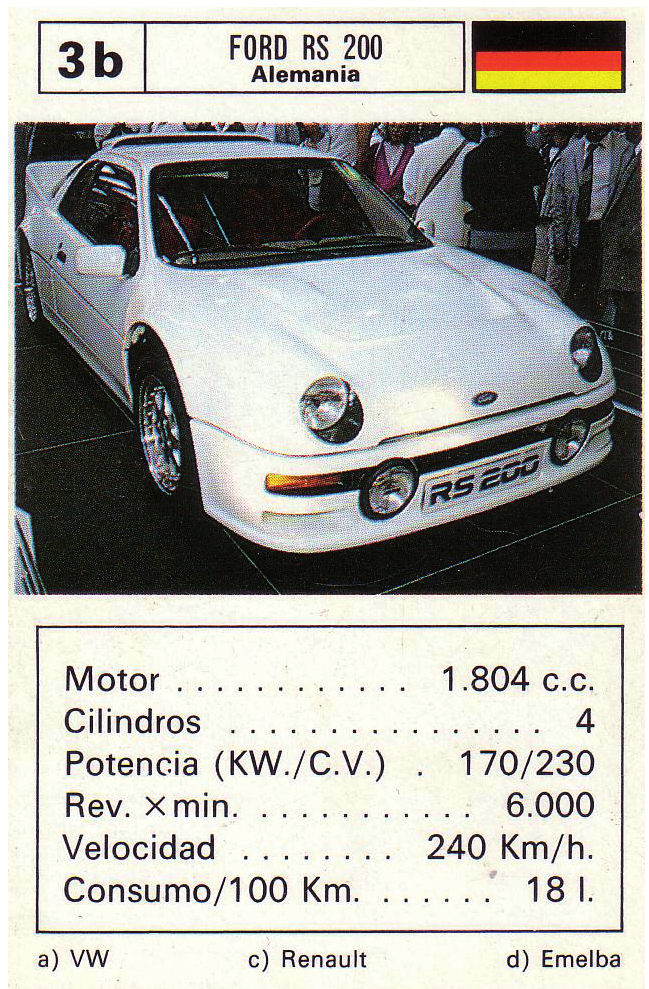 3b
FORD RS 200
Alemania
RS 200
Motor . . . . . . . . . . . . 1.804 c.c.
Cilindros . . . . . . . . . . . . . . . . 4
Potencia (KW./C.V.) . 170/230
Rev. × min. . . . . . . . . . . . . 6.000
Velocidad . . . . . . . . 240 Km/h.
Consumo/100 Km. . . . . . . 18 l.
a) VW c) Renault d) Emelba